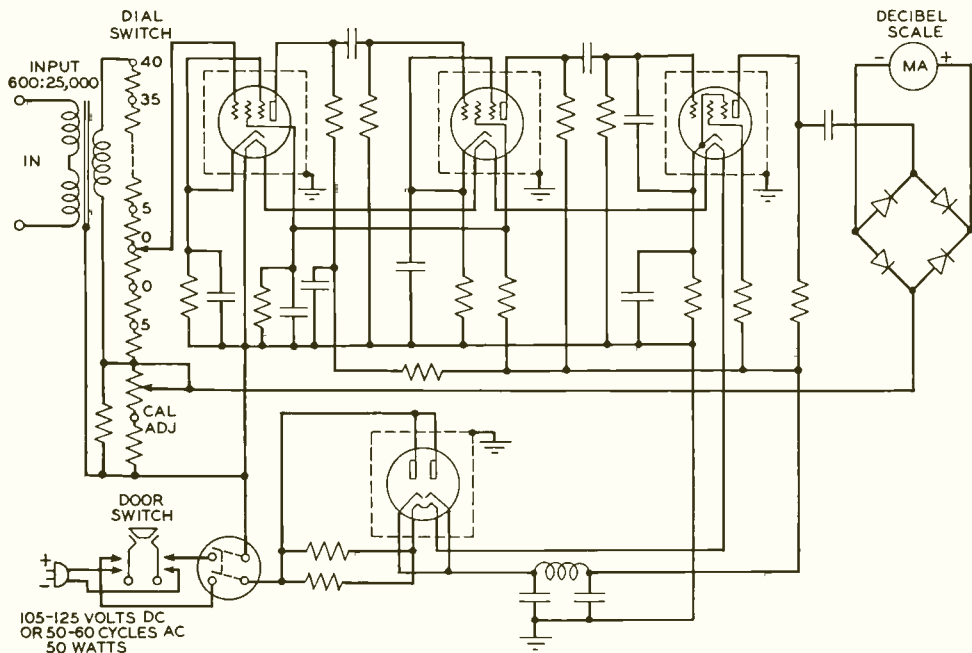 DIAL
SWITCH
INPUT
600:25,000
IN
40
35
5
0
0
5
CAL
ADJ
DECIBEL
SCALE
- MA +
DOOR
SWITCH
+
-
105-125 VOLTS DC
OR 50-60 CYCLES AC
50 WATTS